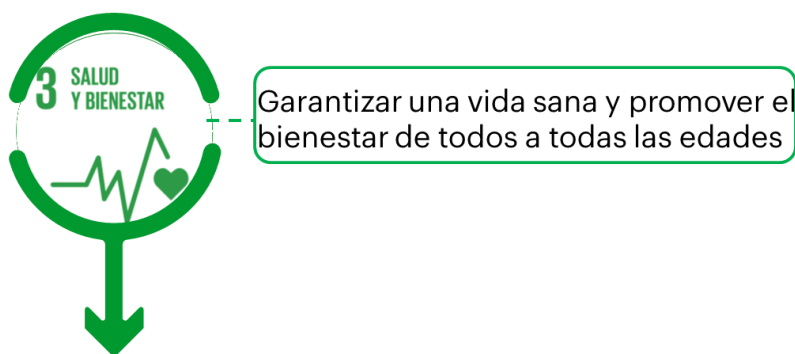 3 SALUD
Y BIENESTAR
Garantizar una vida sana y promover el
bienestar de todos a todas las edades